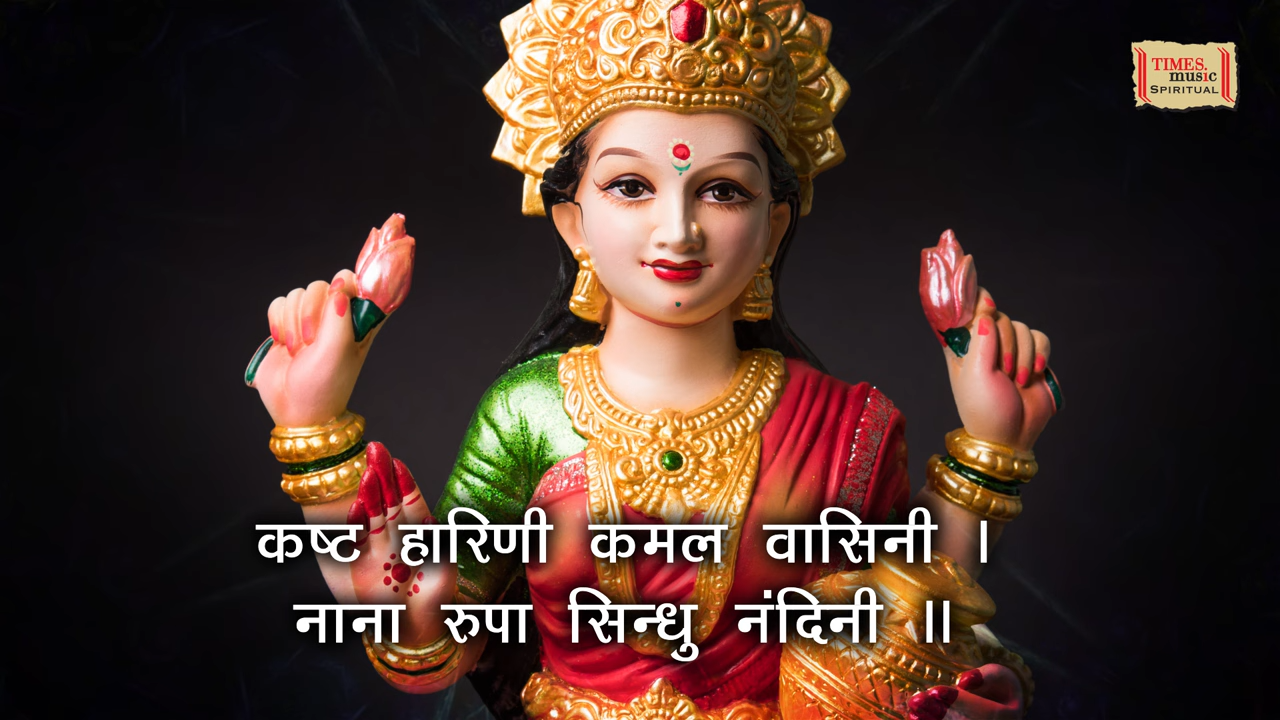 TIMES.
music
SPIRITUAL
कष्ट हारिणी कमल वासिनी ।
नाना रुपा सिन्धु नंदिनी ॥